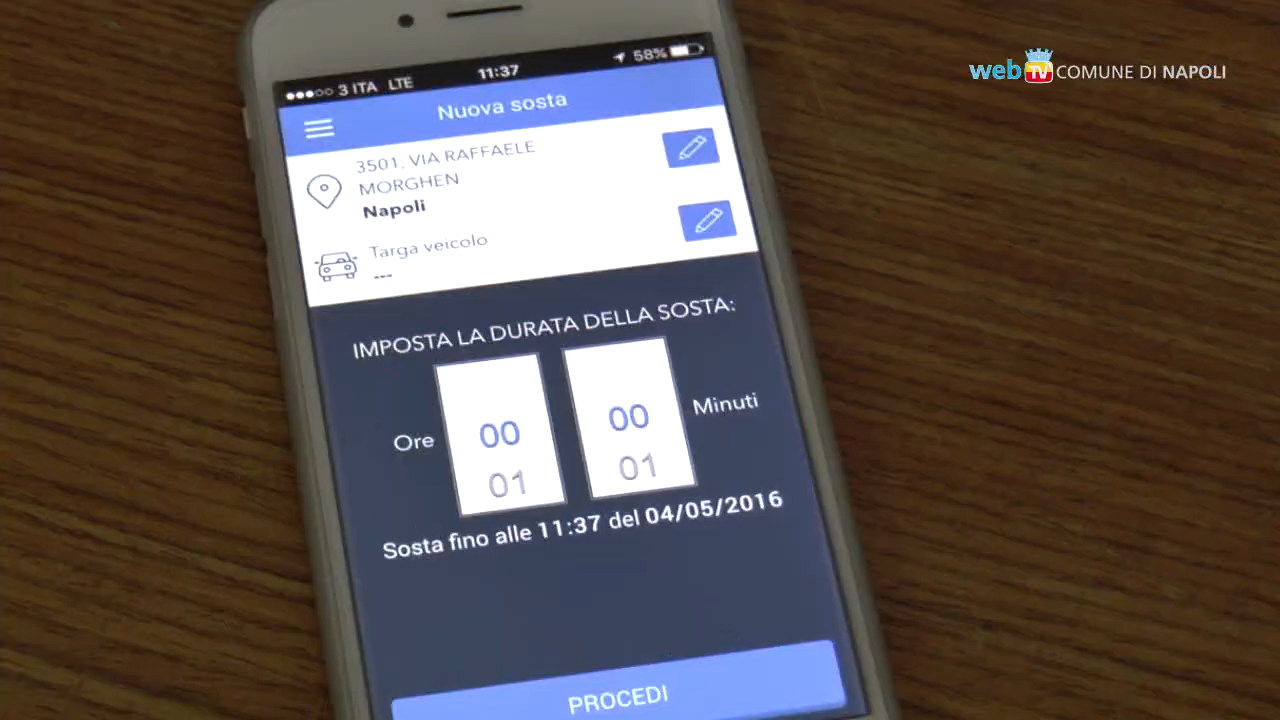 web TV COMUNE DI NAPOLI
3 ITA LTE 11:37 58%
Nuova sosta
3501. VIA RAFFAELE
MORGHEN
Napoli
Targa veicolo
---
IMPOSTA LA DURATA DELLA SOSTA:
Ore 00 00 Minuti
01 01
Sosta fino alle 11:37 del 04/05/2016
PROCEDI